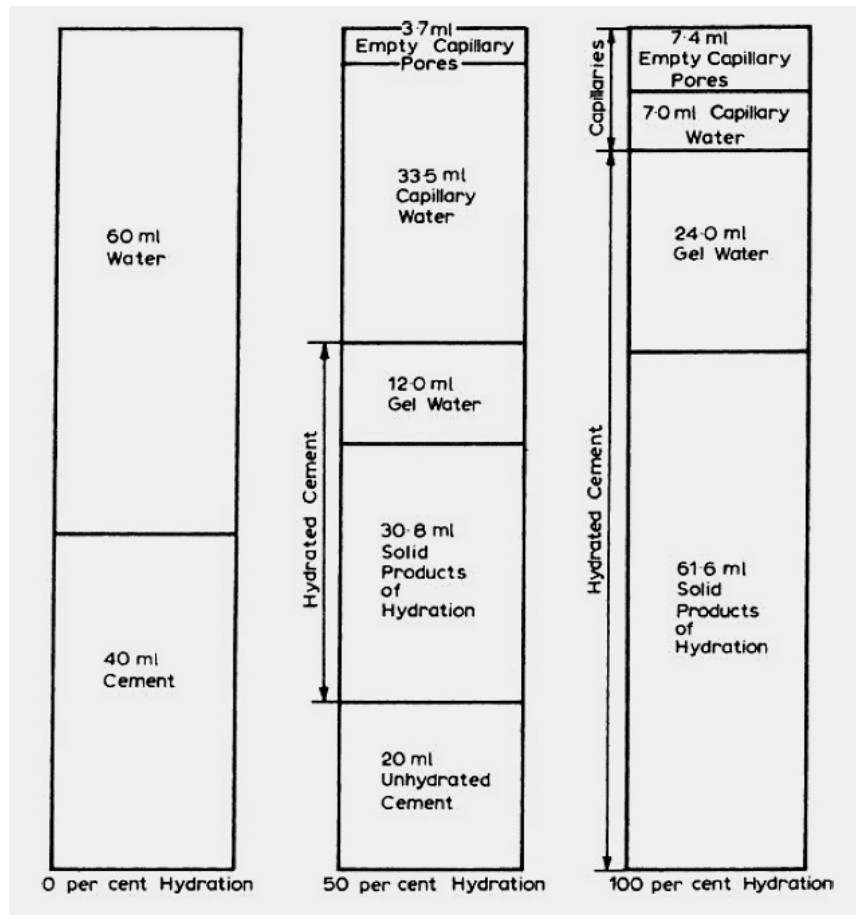 60 ml
Water
40 ml
Cement
0 per cent Hydration
3·7ml
Empty Capillary
Pores
33·5 ml
Capillary
Water
12·0 ml
Gel Water
30·8 ml
Solid
Products
of
Hydration
Hydrated Cement
20 ml
Unhydrated
Cement
50 per cent Hydration
Capillaries
7·4 ml
Empty Capillary
Pores
7·0 ml Capillary
Water
Hydrated Cement
24·0 ml
Gel Water
61·6 ml
Solid
Products
of
Hydration
100 per cent Hydration